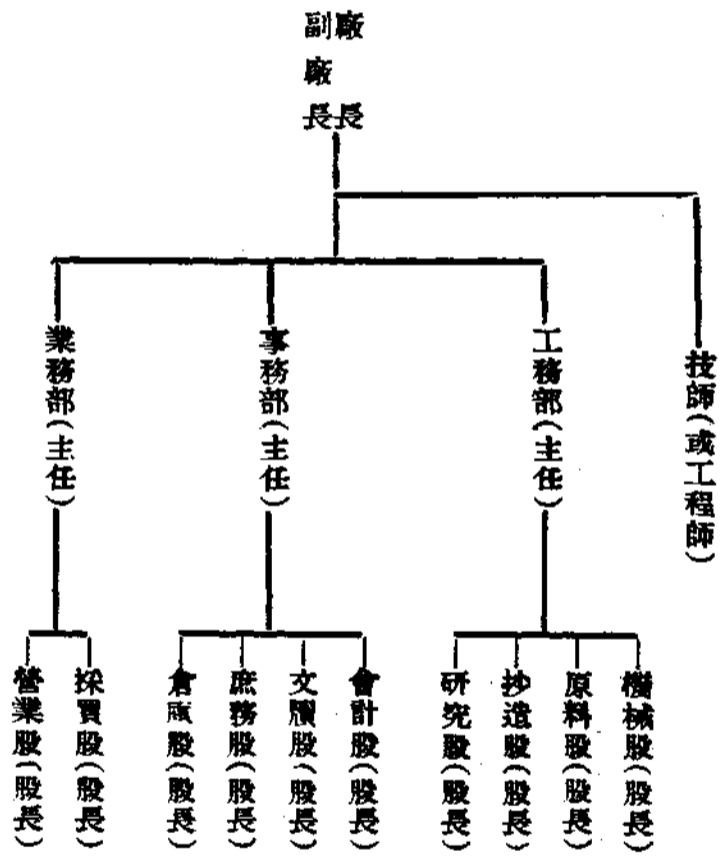 廠長
副廠長
技師(或工程師)
工務部(主任)
事務部(主任)
業務部(主任)
機械股(股長)
原料股(股長)
抄造股(股長)
研究股(股長)
會計股(股長)
文牘股(股長)
庶務股(股長)
倉庫股(股長)
採買股(股長)
營業股(股長)